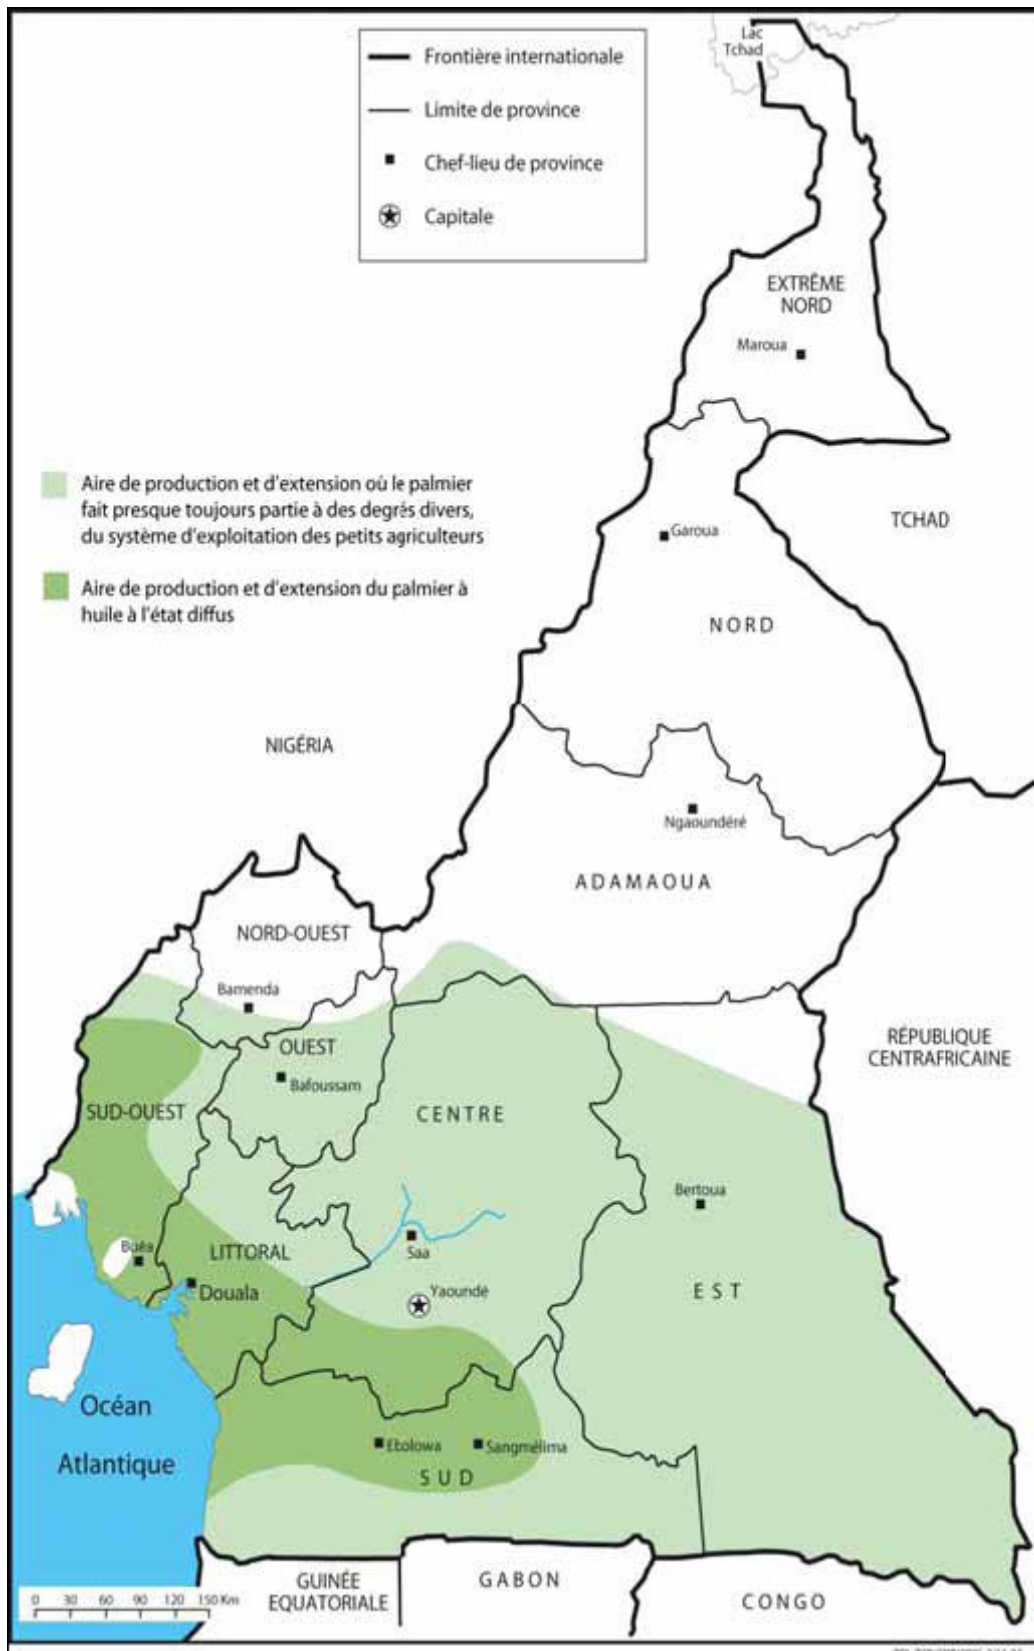 Lac
Tchad
Frontière internationale
Limite de province
Chef-lieu de province
Capitale
EXTRÊME
NORD
Maroua
Aire de production et d'extension où le palmier
fait presque toujours partie à des degrés divers,
du système d'exploitation des petits agriculteurs
TCHAD
Garoua
Aire de production et d'extension du palmier à
huile à l'état diffus
NORD
NIGÉRIA
Ngaoundéré
ADAMAOUA
NORD-OUEST
Bamenda
RÉPUBLIQUE
CENTRAFRICAINE
OUEST
Bafoussam
SUD-OUEST
CENTRE
Bertoua
Buéa
LITTORAL
Saa
Douala
Yaoundé
EST
Océan
Atlantique
Ebolowa
Sangmélima
SUD
GUINÉE
EQUATORIALE
GABON
CONGO
0 30 60 90 120 150 Km